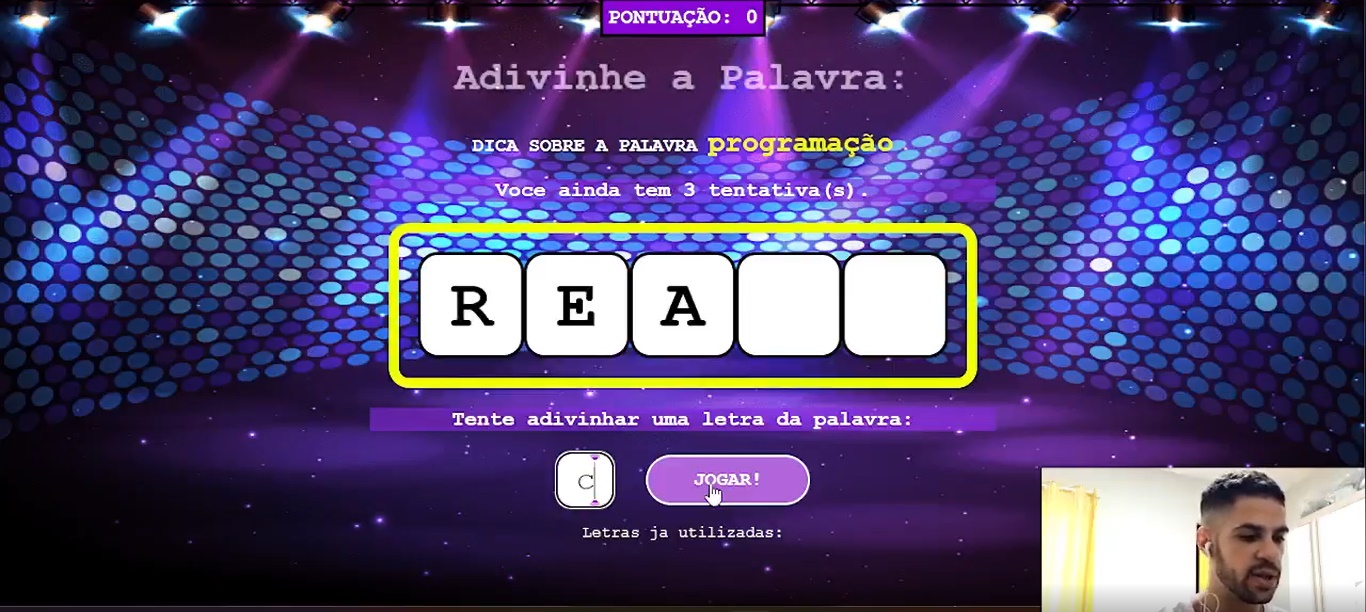 PONTUAÇÃO: 0
Adivinhe a Palavra:
DICA SOBRE A PALAVRA programação
Voce ainda tem 3 tentativa(s).
R E A
Tente adivinhar uma letra da palavra:
C JOGAR!
Letras ja utilizadas: